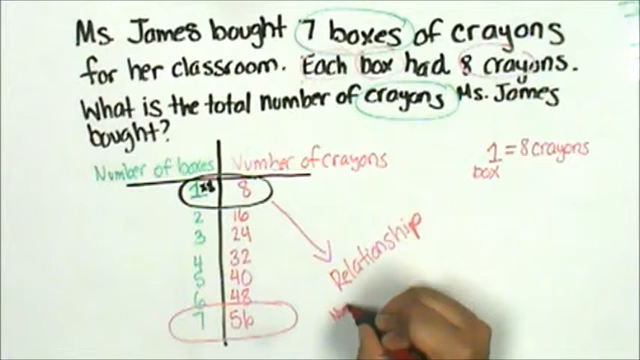 Ms. James bought 7 boxes of crayons
for her classroom. Each box had 8 crayons.
What is the total number of crayons Ms. James
bought?
Number of boxes Number of crayons
1 ×8 8
2 16
3 24
4 32
5 40
6 48
7 56
1 = 8 crayons
box
Relationship